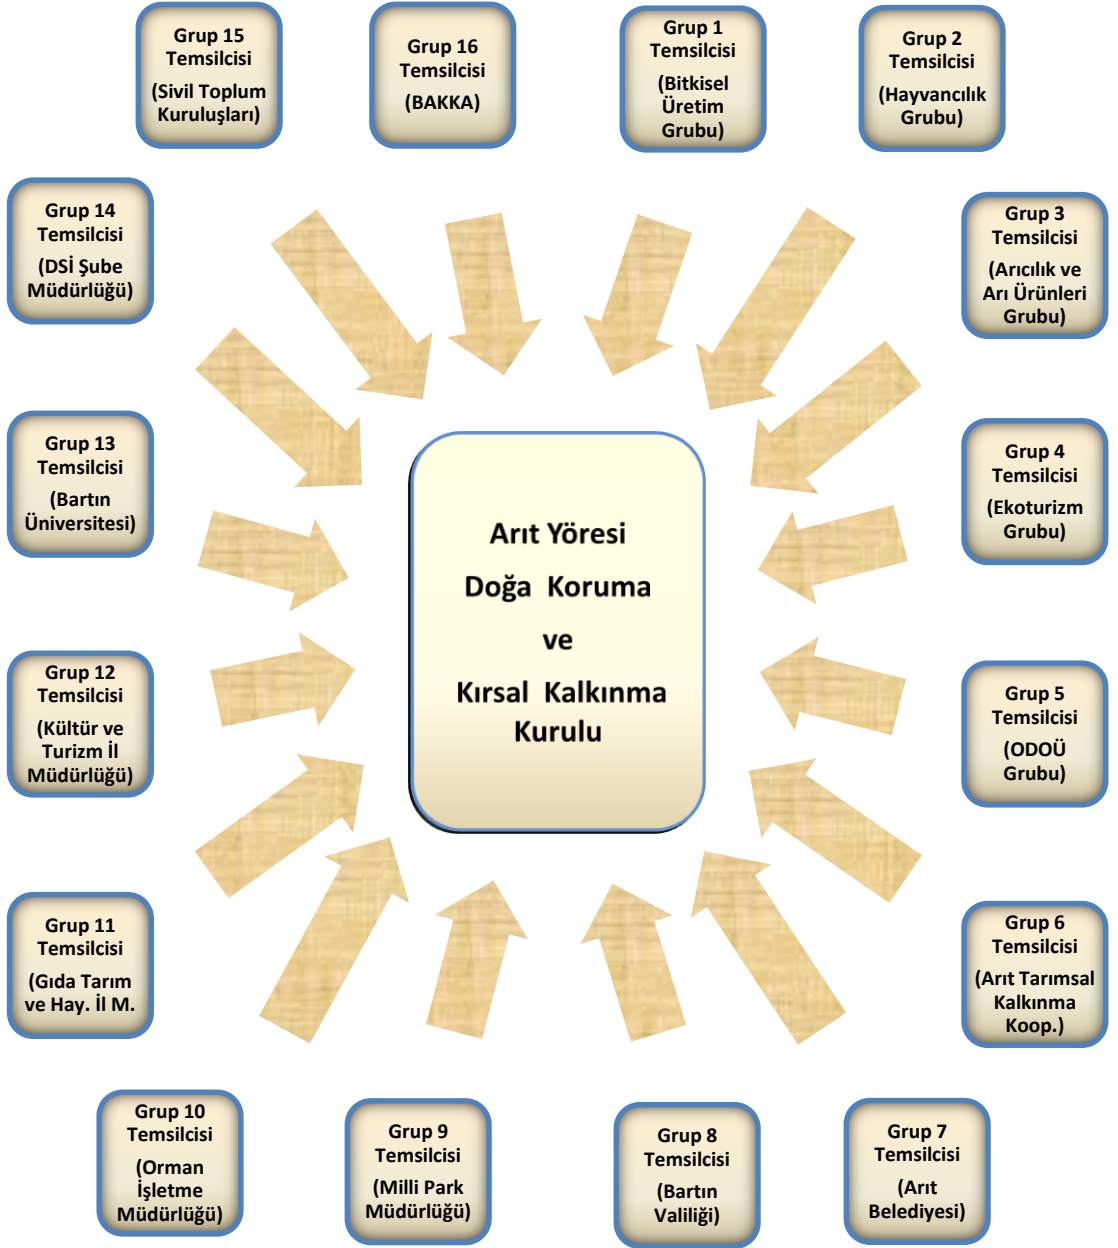 Grup 15
Temsilcisi
(Sivil Toplum
Kuruluşları)
Grup 16
Temsilcisi
(BAKKA)
Grup 1
Temsilcisi
(Bitkisel
Üretim
Grubu)
Grup 2
Temsilcisi
(Hayvancılık
Grubu)
Grup 14
Temsilcisi
(DSİ Şube
Müdürlüğü)
Grup 3
Temsilcisi
(Arıcılık ve
Arı Ürünleri
Grubu)
Grup 13
Temsilcisi
(Bartın
Üniversitesi)
Grup 4
Temsilcisi
(Ekoturizm
Grubu)
Arıt Yöresi
Doğa Koruma
ve
Kırsal Kalkınma
Kurulu
Grup 12
Temsilcisi
(Kültür ve
Turizm İl
Müdürlüğü)
Grup 5
Temsilcisi
(ODOÜ
Grubu)
Grup 11
Temsilcisi
(Gıda Tarım
ve Hay. İl M.
Grup 6
Temsilcisi
(Arıt Tarımsal
Kalkınma
Koop.)
Grup 10
Temsilcisi
(Orman
İşletme
Müdürlüğü)
Grup 9
Temsilcisi
(Milli Park
Müdürlüğü)
Grup 8
Temsilcisi
(Bartın
Valiliği)
Grup 7
Temsilcisi
(Arıt
Belediyesi)